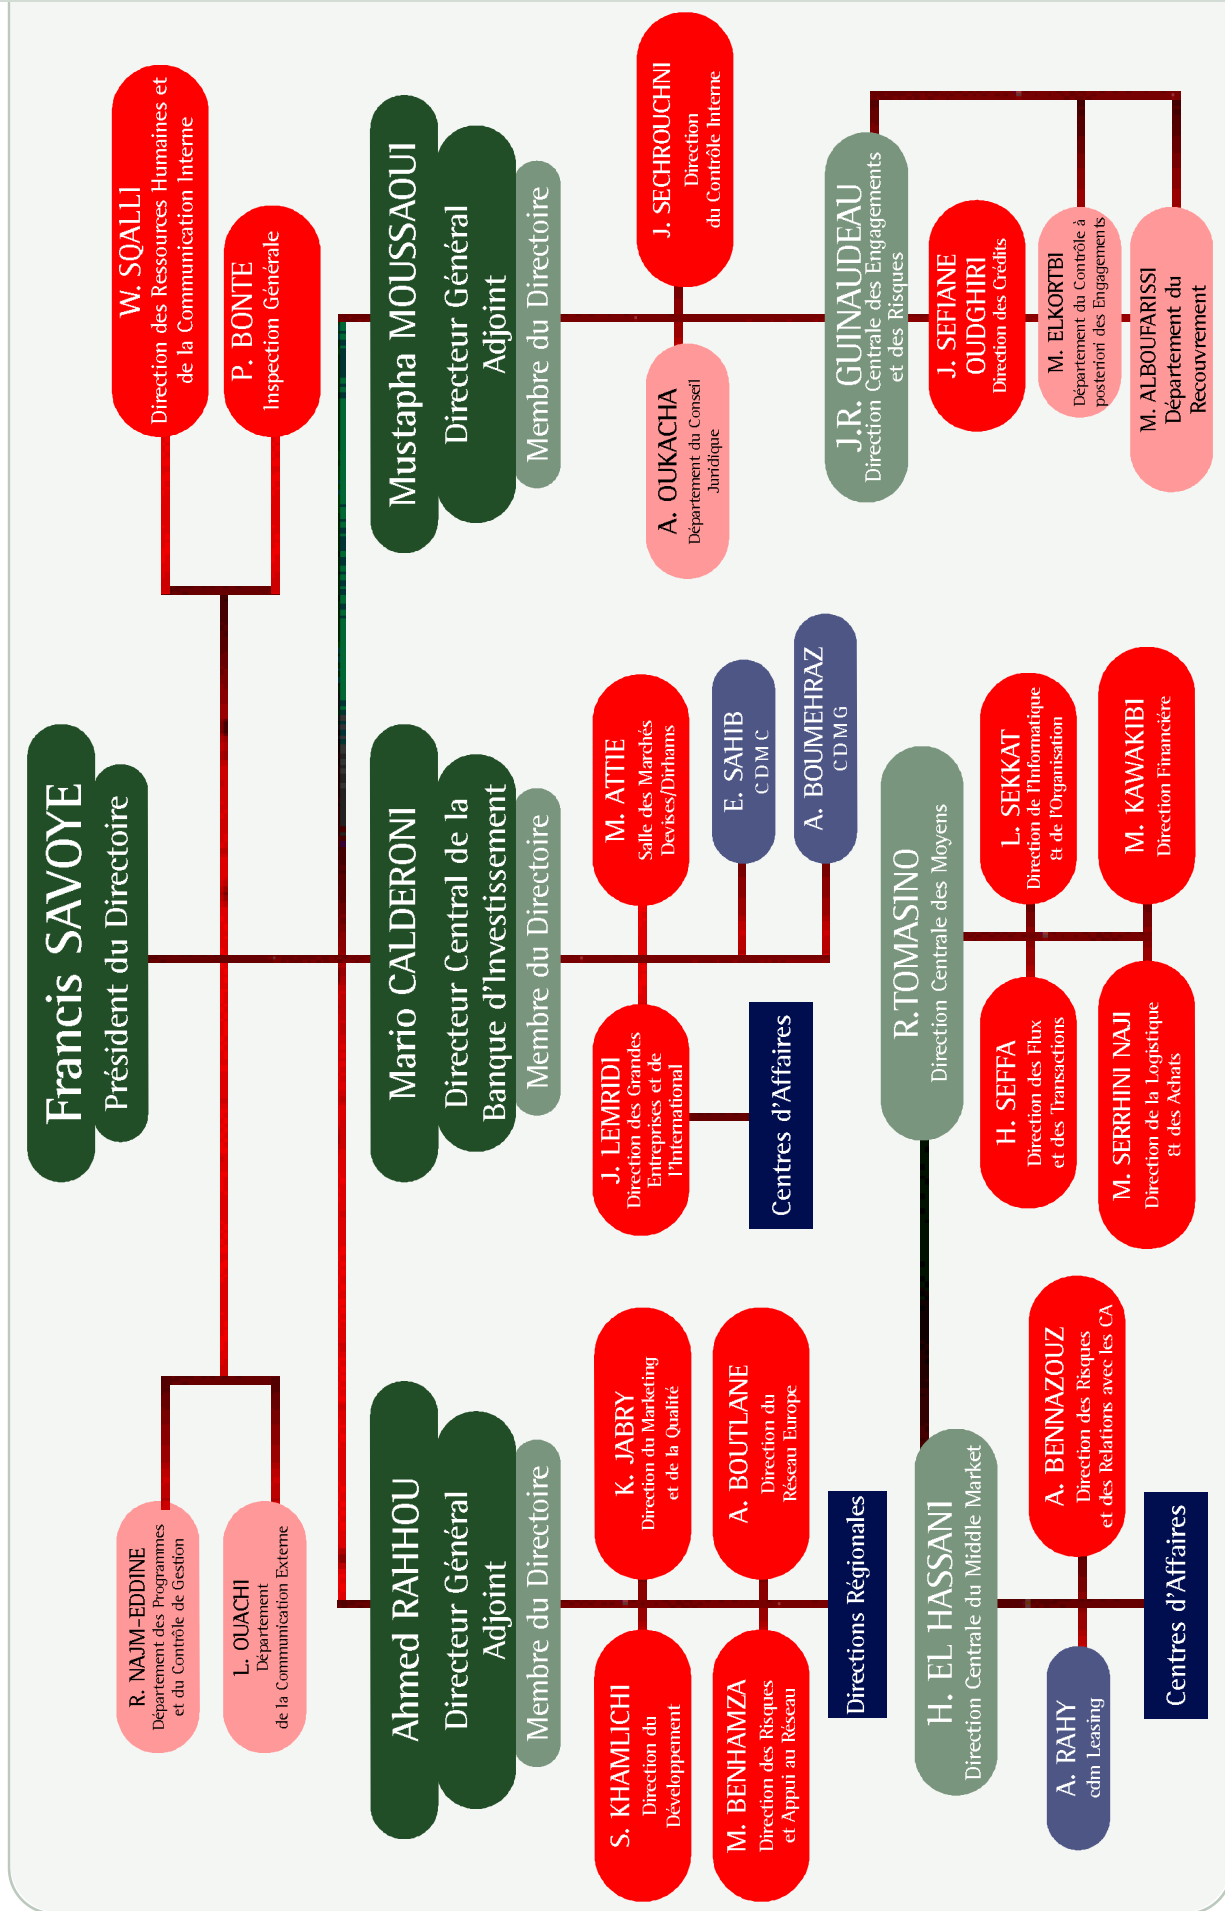 Francis SAVOYE
Président du Directoire
R. NAJM-EDDINE
Département des Programmes
et du Contrôle de Gestion
L. OUACHI
Département
de la Communication Externe
W. SQALLI
Direction des Ressources Humaines et
de la Communication Interne
P. BONTE
Inspection Générale
Ahmed RAHHOU
Directeur Général
Adjoint
Membre du Directoire
Mario CALDERONI
Directeur Central de la
Banque d'Investissement
Membre du Directoire
Mustapha MOUSSAOUI
Directeur Général
Adjoint
Membre du Directoire
S. KHAMLICHI
Direction du
Développement
K. JABRY
Direction du Marketing
et de la Qualité
M. BENHAMZA
Direction des Risques
et Appui au Réseau
A. BOUTLANE
Direction du
Réseau Europe
Directions Régionales
J. LEMRIDI
Direction des Grandes
Entreprises et de
l'International
M. ATTIE
Salle des Marchés
Devises/Dirhams
E. SAHIB
CDMC
A. BOUMEHRAZ
CDMG
Centres d'Affaires
A. OUKACHA
Département du Conseil
Juridique
J. SECHROUCHNI
Direction
du Contrôle Interne
J.R. GUINAUDEAU
Direction Centrale des Engagements
et des Risques
J. SEFIANE
OUDGHIRI
Direction des Crédits
M. ELKORTBI
Département du Contrôle à
posteriori des Engagements
M. ALBOUFARISSI
Département du
Recouvrement
H. EL HASSANI
Direction Centrale du Middle Market
A. RAHY
cdm Leasing
A. BENNAZOUZ
Direction des Risques
et des Relations avec les CA
Centres d'Affaires
R.TOMASINO
Direction Centrale des Moyens
H. SEFFA
Direction des Flux
et des Transactions
L. SEKKAT
Direction de l'Informatique
& de l'Organisation
M. SERRHINI NAJI
Direction de la Logistique
& des Achats
M. KAWAKIBI
Direction Financière